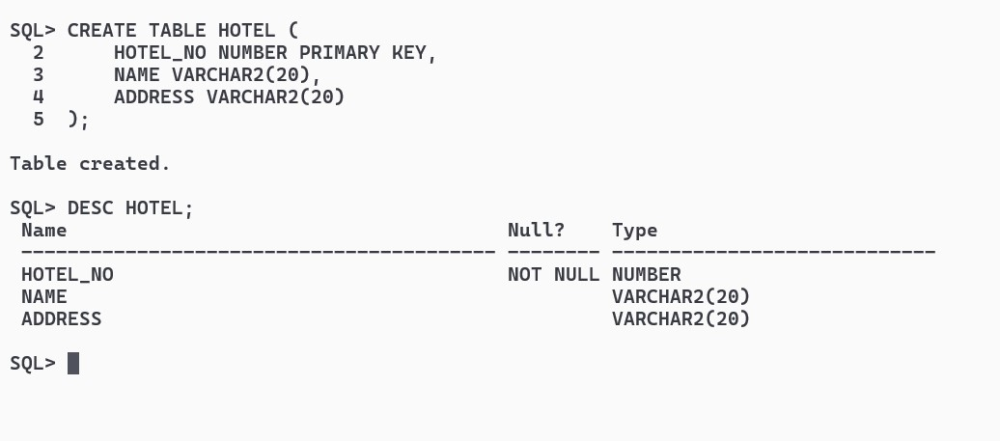 SQL> CREATE TABLE HOTEL (
  2      HOTEL_NO NUMBER PRIMARY KEY,
  3      NAME VARCHAR2(20),
  4      ADDRESS VARCHAR2(20)
  5  );
Table created.
SQL> DESC HOTEL;
 Name                                      Null?    Type
 ----------------------------------------- -------- ----------------------------
 HOTEL_NO                                  NOT NULL NUMBER
 NAME                                               VARCHAR2(20)
 ADDRESS                                            VARCHAR2(20)
SQL>